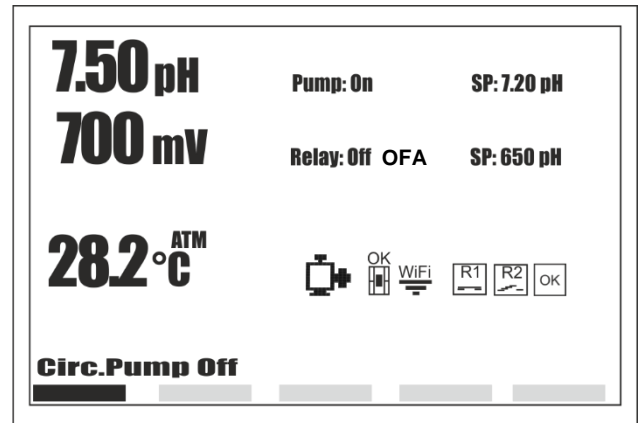 7.50 pH Pump: On SP: 7.20 pH
700 mV Relay: Off OFA SP: 650 pH
28.2 °C ATM
OK WiFi R1 R2 OK
Circ.Pump Off